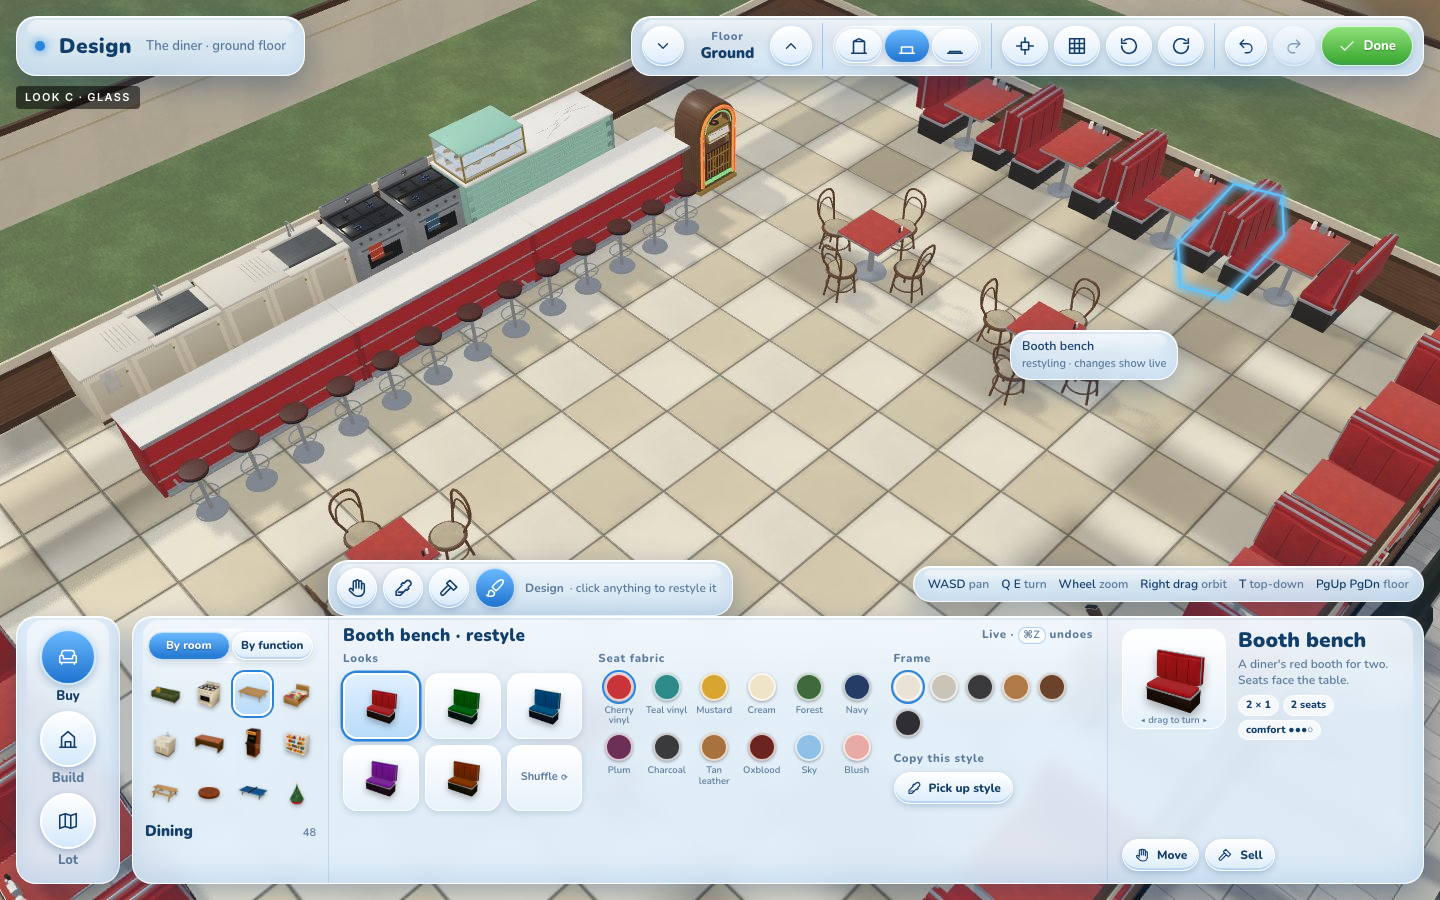 Design
The diner · ground floor
Floor
Ground
Done
LOOK C · GLASS
Booth bench
restyling · changes show live
Design · click anything to restyle it
WASD pan Q E turn Wheel zoom Right drag orbit T top-down PgUp PgDn floor
Buy
Build
Lot
By room
By function
Dining
48
Booth bench · restyle
Live · ⌘Z undoes
Looks
Shuffle ⟳
Seat fabric
Cherry vinyl
Teal vinyl
Mustard
Cream
Forest
Navy
Plum
Charcoal
Tan leather
Oxblood
Sky
Blush
Frame
Copy this style
Pick up style
◂ drag to turn ▸
Booth bench
A diner's red booth for two.
Seats face the table.
2 × 1
2 seats
comfort ●●●○
Move
Sell